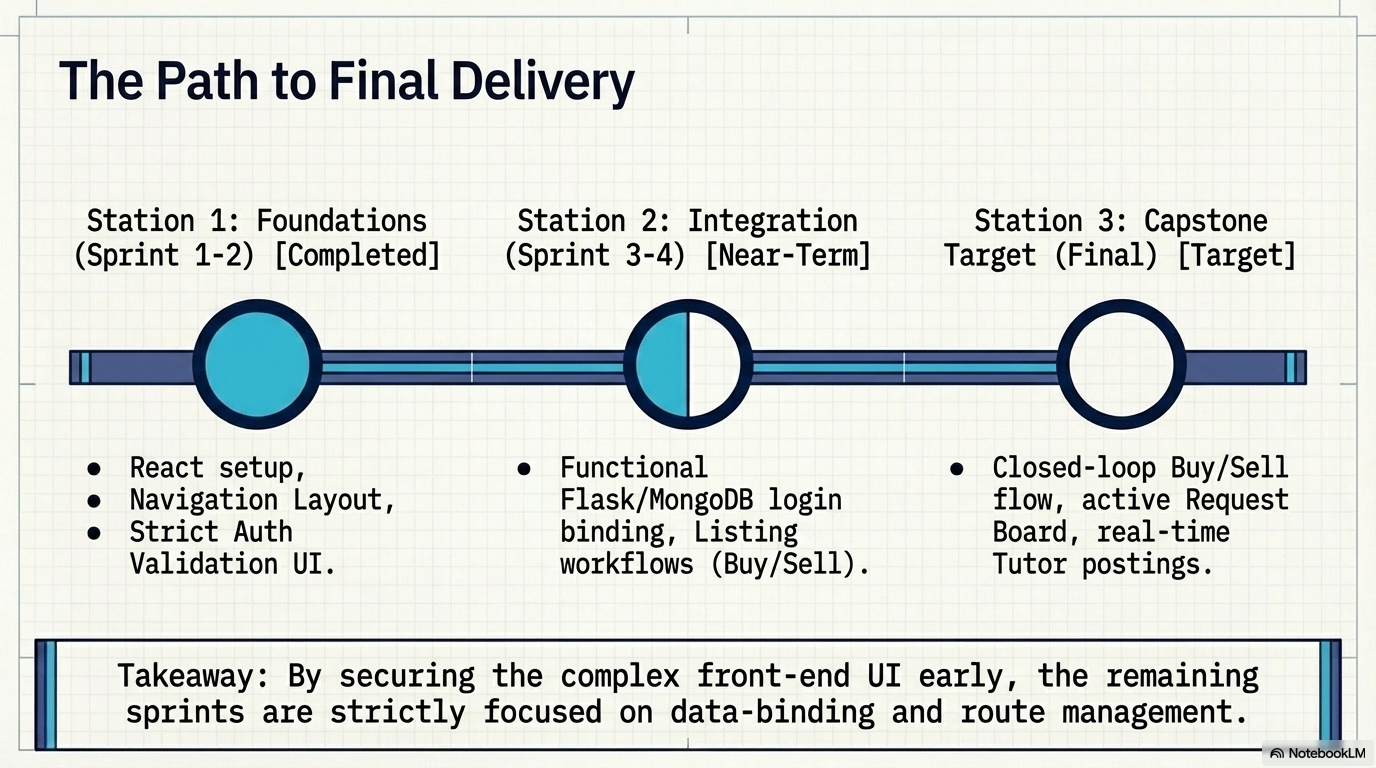 The Path to Final Delivery
Station 1: Foundations
(Sprint 1-2) [Completed]
Station 2: Integration
(Sprint 3-4) [Near-Term]
Station 3: Capstone
Target (Final) [Target]
● React setup,
● Navigation Layout,
● Strict Auth
Validation UI.
● Functional
Flask/MongoDB login
binding, Listing
workflows (Buy/Sell).
● Closed-loop Buy/Sell
flow, active Request
Board, real-time
Tutor postings.
Takeaway: By securing the complex front-end UI early, the remaining
sprints are strictly focused on data-binding and route management.
NotebookLM